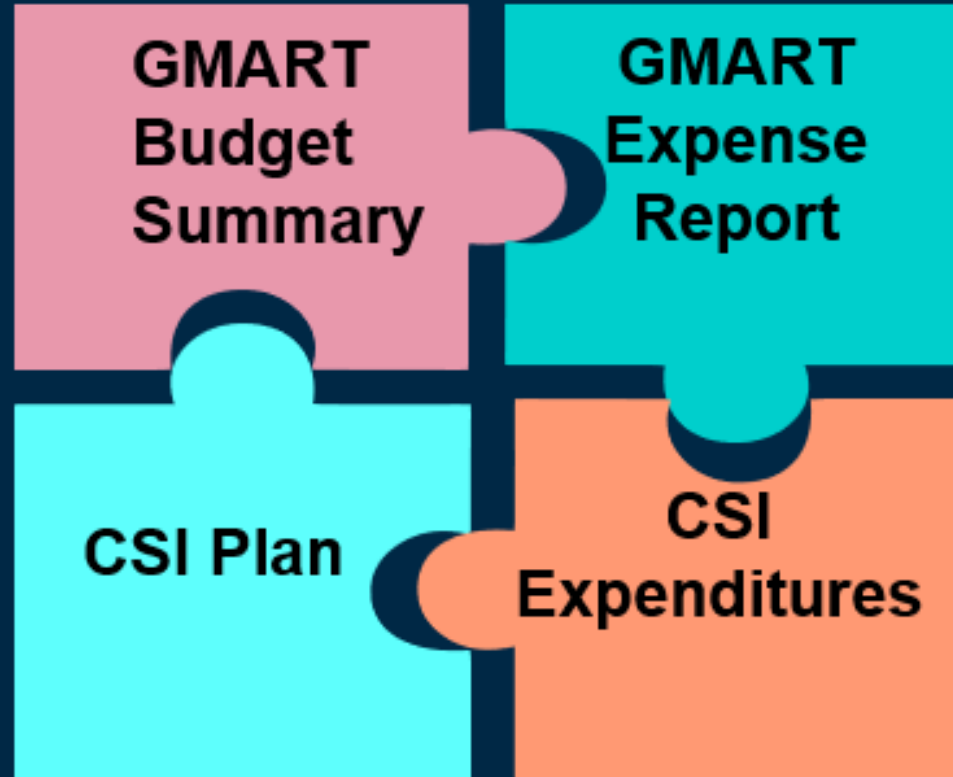 GMART
Budget
Summary
GMART
Expense
Report
CSI Plan
CSI
Expenditures